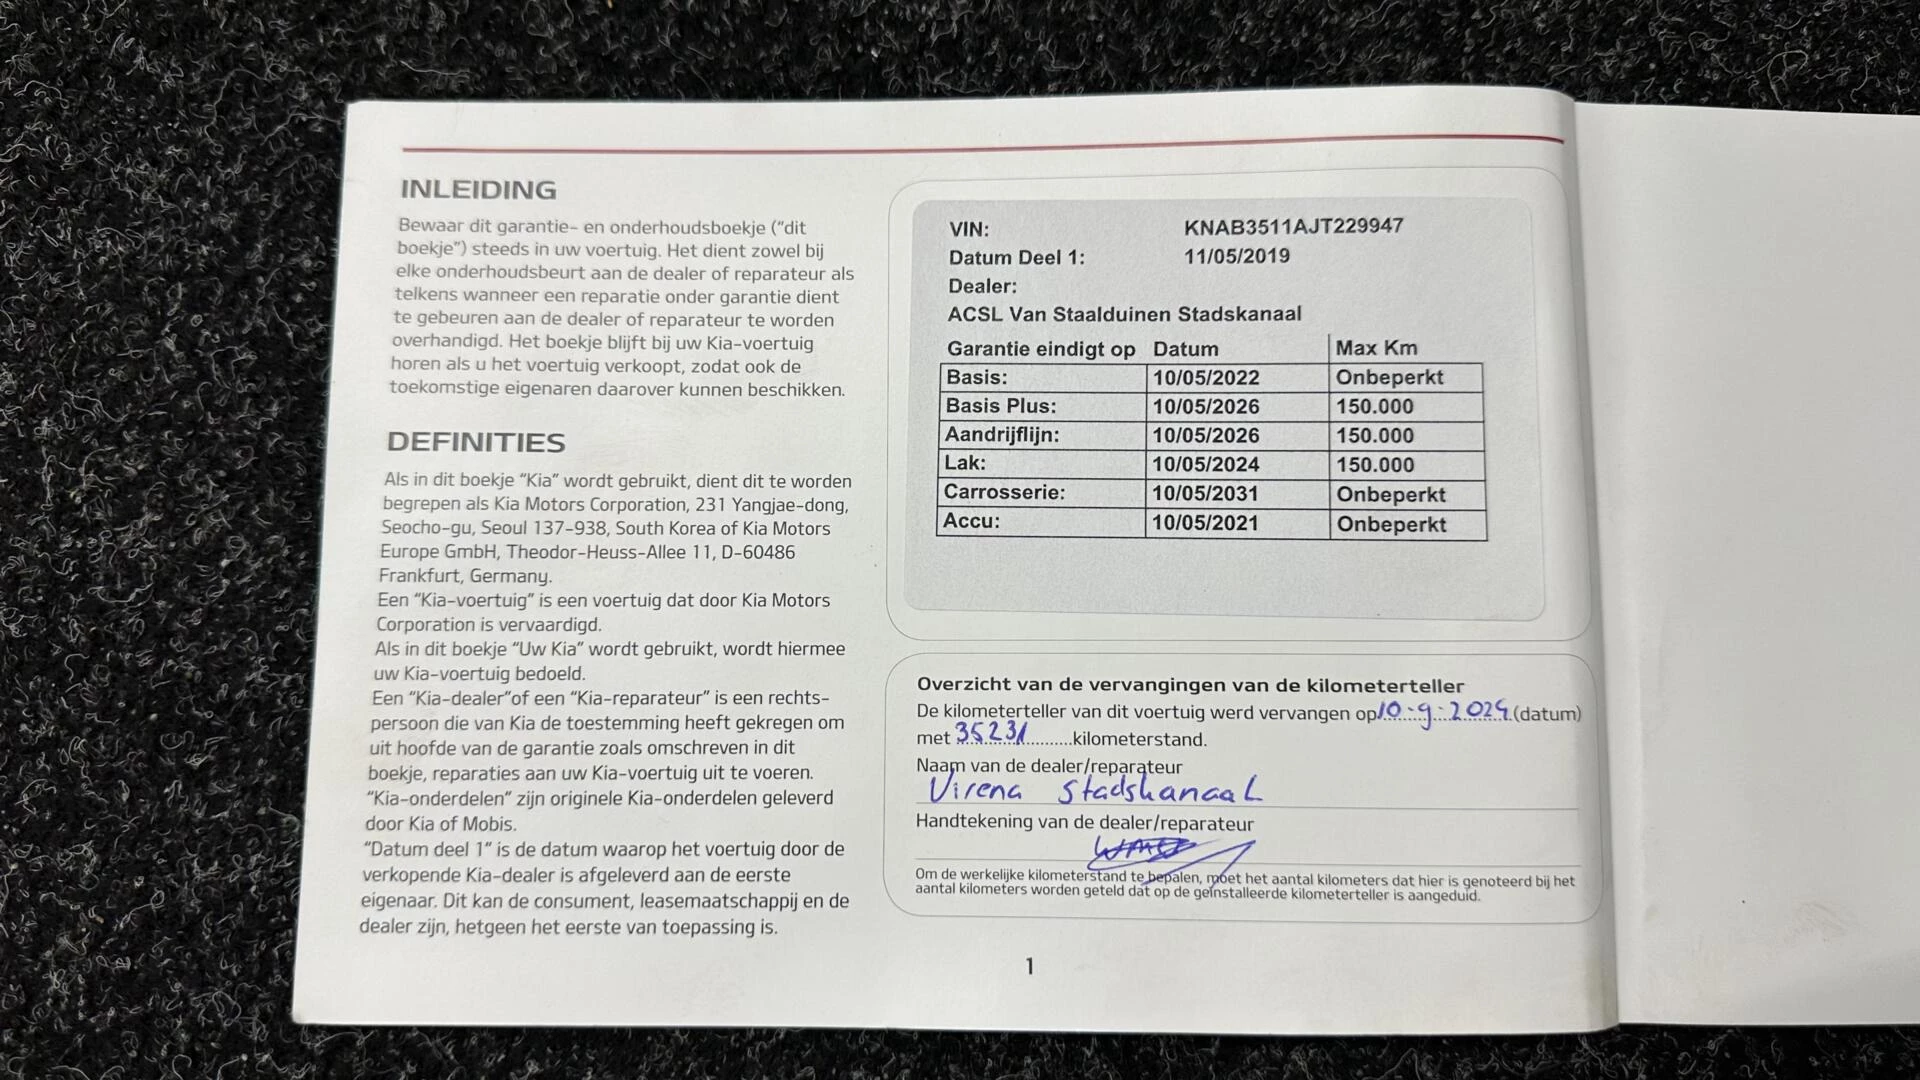 INLEIDING
Bewaar dit garantie- en onderhoudsboekje (“dit
boekje”) steeds in uw voertuig. Het dient zowel bij
elke onderhoudsbeurt aan de dealer of reparateur als
telkens wanneer een reparatie onder garantie dient
te gebeuren aan de dealer of reparateur te worden
overhandigd. Het boekje blijft bij uw Kia-voertuig
horen als u het voertuig verkoopt, zodat ook de
toekomstige eigenaren daarover kunnen beschikken.
DEFINITIES
Als in dit boekje “Kia” wordt gebruikt, dient dit te worden
begrepen als Kia Motors Corporation, 231 Yangjae-dong,
Seocho-gu, Seoul 137-938, South Korea of Kia Motors
Europe GmbH, Theodor-Heuss-Allee 11, D-60486
Frankfurt, Germany.
Een “Kia-voertuig” is een voertuig dat door Kia Motors
Corporation is vervaardigd.
Als in dit boekje “Uw Kia” wordt gebruikt, wordt hiermee
uw Kia-voertuig bedoeld.
Een “Kia-dealer“of een “Kia-reparateur” is een rechts-
persoon die van Kia de toestemming heeft gekregen om
uit hoofde van de garantie zoals omschreven in dit
boekje, reparaties aan uw Kia-voertuig uit te voeren.
“Kia-onderdelen“ zijn originele Kia-onderdelen geleverd
door Kia of Mobis.
“Datum deel 1“ is de datum waarop het voertuig door de
verkopende Kia-dealer is afgeleverd aan de eerste
eigenaar. Dit kan de consument, leasemaatschappij en de
dealer zijn, hetgeen het eerste van toepassing is.
VIN: KNAB3511AJT229947
Datum Deel 1: 11/05/2019
Dealer:
ACSL Van Staalduinen Stadskanaal
Garantie eindigt op Datum Max Km
Basis: 10/05/2022 Onbeperkt
Basis Plus: 10/05/2026 150.000
Aandrijflijn: 10/05/2026 150.000
Lak: 10/05/2024 150.000
Carrosserie: 10/05/2031 Onbeperkt
Accu: 10/05/2021 Onbeperkt
Overzicht van de vervangingen van de kilometerteller
De kilometerteller van dit voertuig werd vervangen op 10-9-2024 (datum)
met 35231 kilometerstand.
Naam van de dealer/reparateur
Virena Stadskanaal
Handtekening van de dealer/reparateur
Om de werkelijke kilometerstand te bepalen, moet het aantal kilometers dat hier is genoteerd bij het
aantal kilometers worden geteld dat op de geïnstalleerde kilometerteller is aangeduid.
1